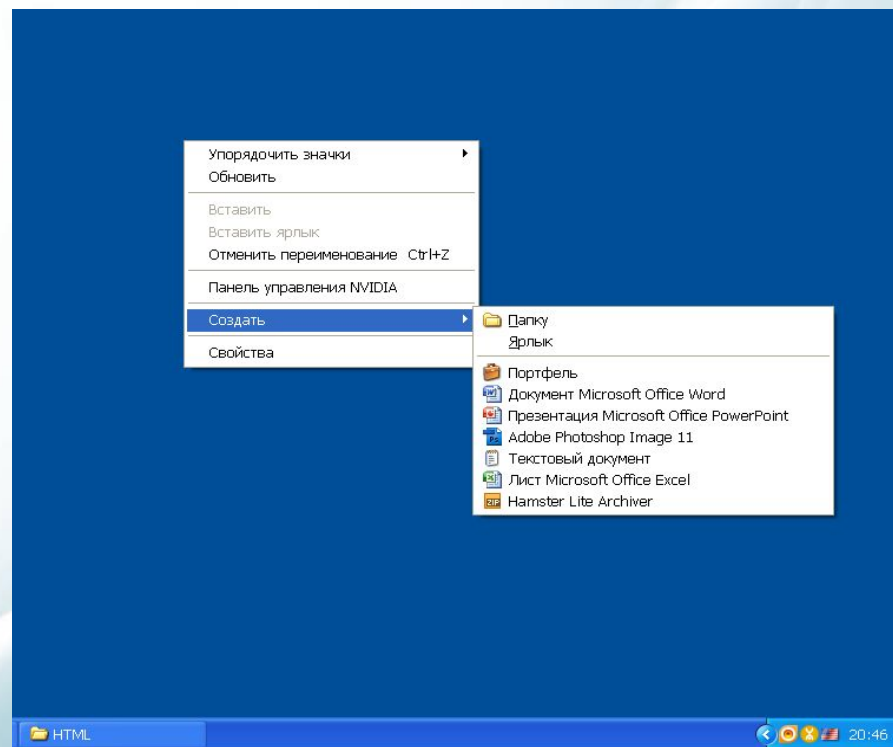 Упорядочить значки
Обновить
Вставить
Вставить ярлык
Отменить переименование Ctrl+Z
Панель управления NVIDIA
Создать
Свойства
Папку
Ярлык
Портфель
Документ Microsoft Office Word
Презентация Microsoft Office PowerPoint
Adobe Photoshop Image 11
Текстовый документ
Лист Microsoft Office Excel
Hamster Lite Archiver
HTML
20:46